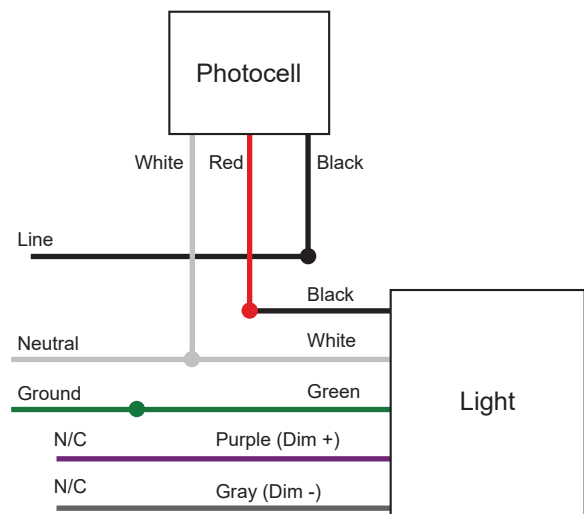 Photocell
White Red Black
Line
Black
Neutral White
Ground Green
Light
N/C Purple (Dim +)
N/C Gray (Dim -)